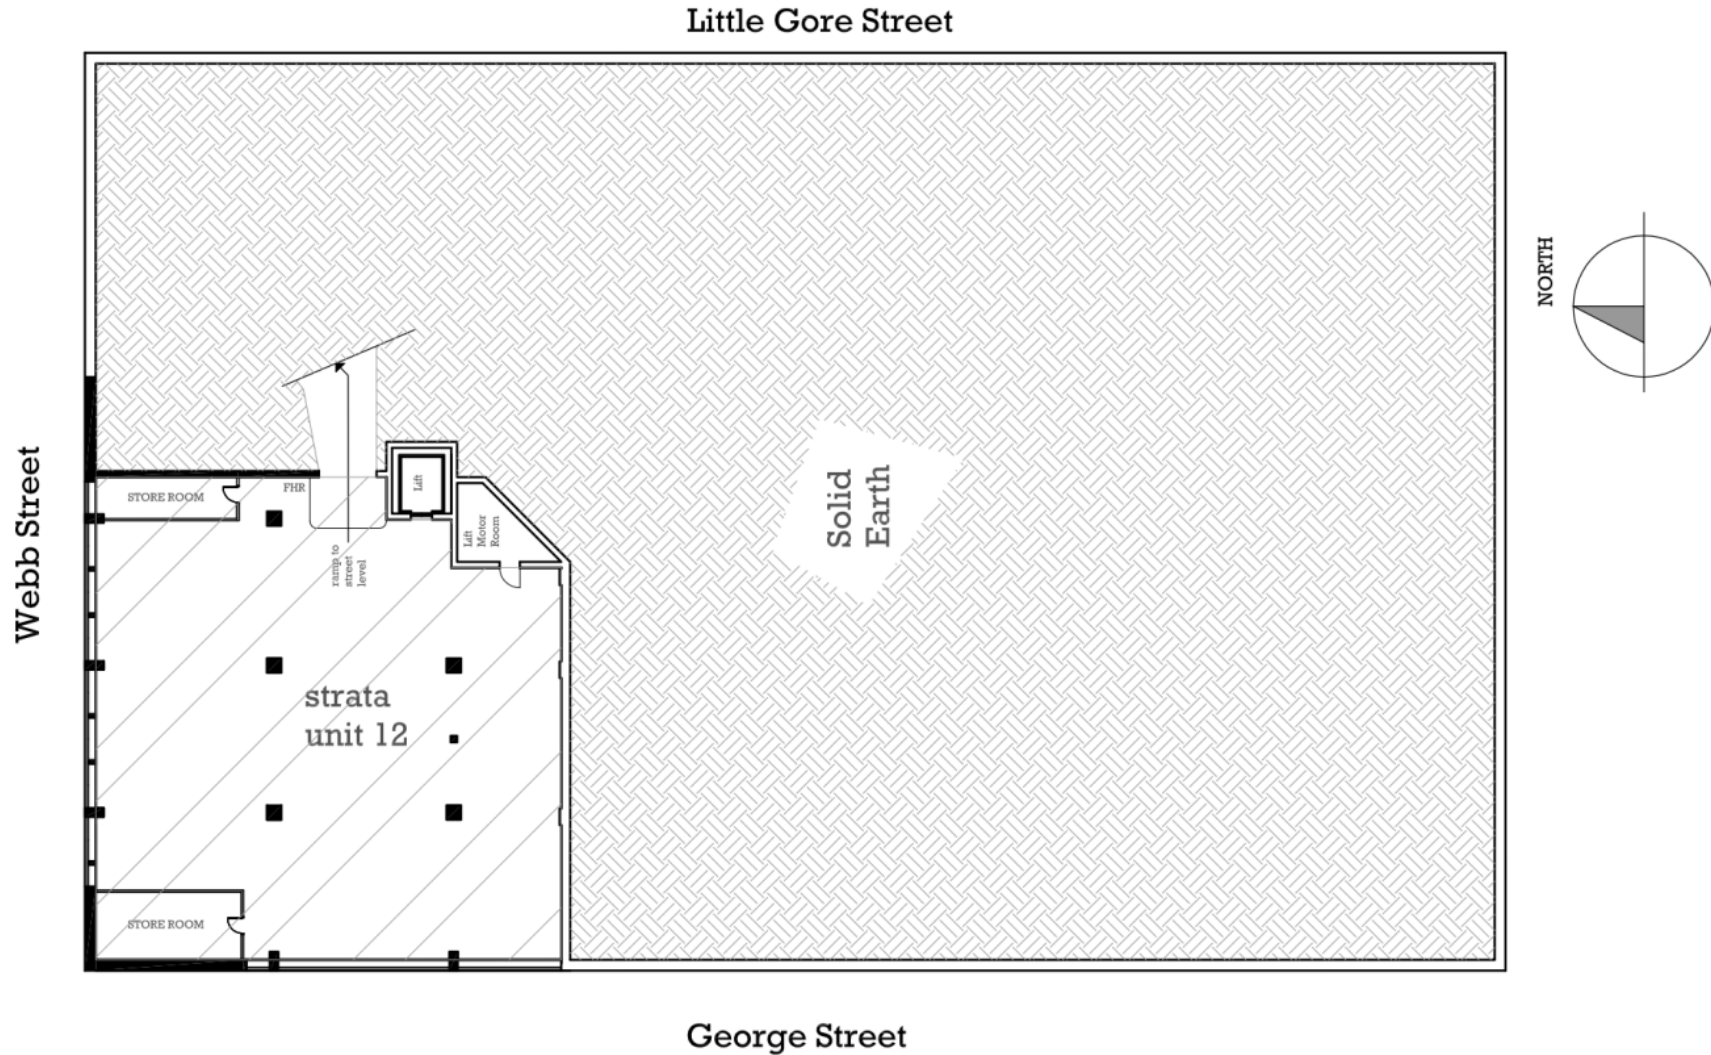 Little Gore Street
NORTH
Webb Street
STORE ROOM
FHR
Lift
Lift
Motor
Room
ramp to
street
level
Solid
Earth
strata
unit 12
STORE ROOM
George Street